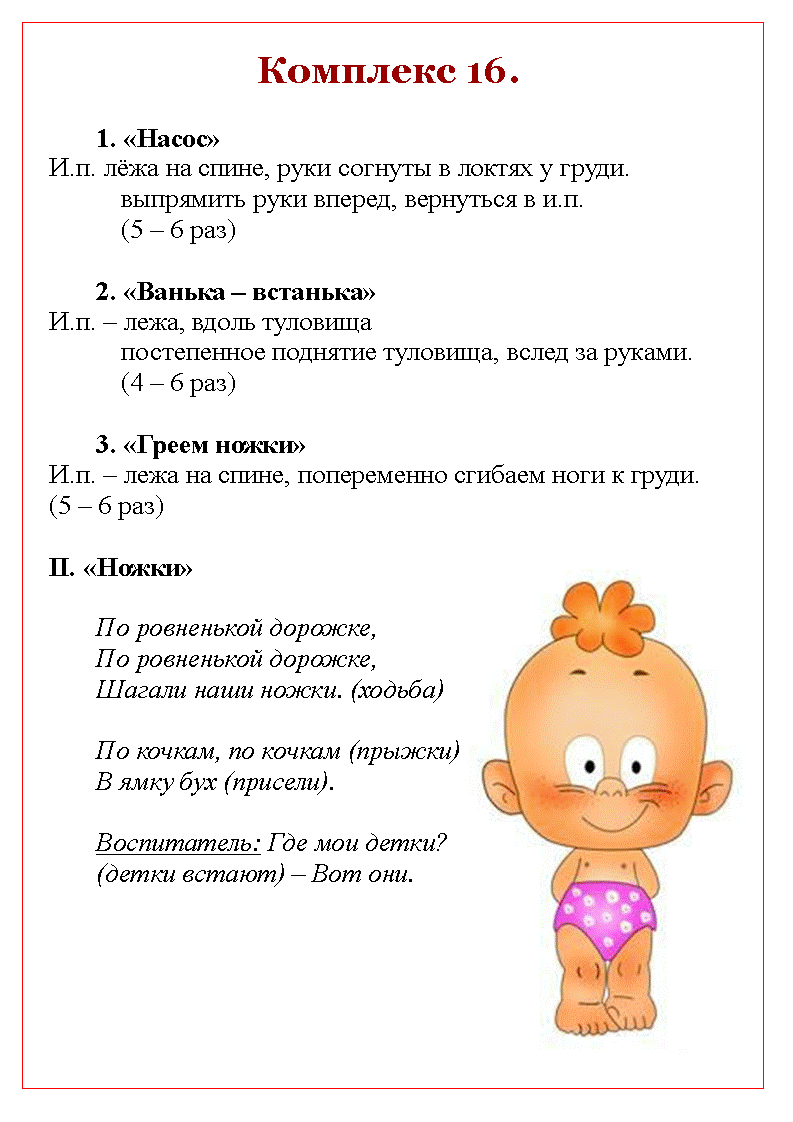 Комплекс 16.
1. «Насос»
И.п. лёжа на спине, руки согнуты в локтях у груди.
выпрямить руки вперед, вернуться в и.п.
(5 – 6 раз)
2. «Ванька – встанька»
И.п. – лежа, вдоль туловища
постепенное поднятие туловища, вслед за руками.
(4 – 6 раз)
3. «Греем ножки»
И.п. – лежа на спине, попеременно сгибаем ноги к груди.
(5 – 6 раз)
II. «Ножки»
По ровненькой дорожке,
По ровненькой дорожке,
Шагали наши ножки. (ходьба)
По кочкам, по кочкам (прыжки)
В ямку бух (присели).
Воспитатель: Где мои детки?
(детки встают) – Вот они.